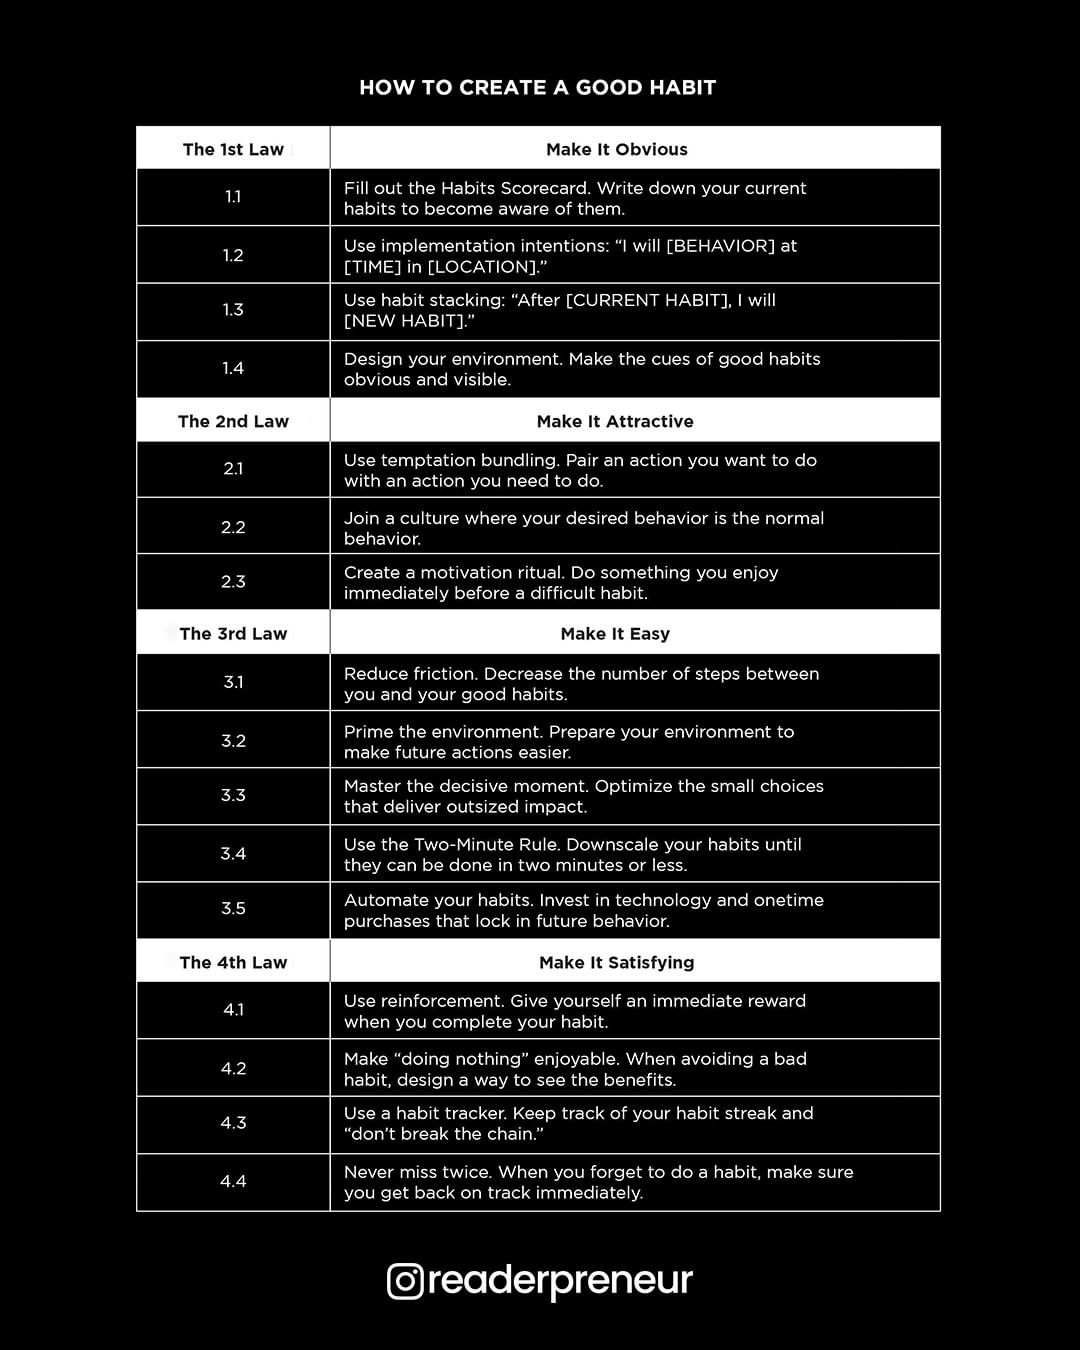 HOW TO CREATE A GOOD HABIT
The 1st Law
Make It Obvious
1.1
Fill out the Habits Scorecard. Write down your current
habits to become aware of them.
1.2
Use implementation intentions: “I will [BEHAVIOR] at
[TIME] in [LOCATION].”
1.3
Use habit stacking: “After [CURRENT HABIT], I will
[NEW HABIT].”
1.4
Design your environment. Make the cues of good habits
obvious and visible.
The 2nd Law
Make It Attractive
2.1
Use temptation bundling. Pair an action you want to do
with an action you need to do.
2.2
Join a culture where your desired behavior is the normal
behavior.
2.3
Create a motivation ritual. Do something you enjoy
immediately before a difficult habit.
The 3rd Law
Make It Easy
3.1
Reduce friction. Decrease the number of steps between
you and your good habits.
3.2
Prime the environment. Prepare your environment to
make future actions easier.
3.3
Master the decisive moment. Optimize the small choices
that deliver outsized impact.
3.4
Use the Two-Minute Rule. Downscale your habits until
they can be done in two minutes or less.
3.5
Automate your habits. Invest in technology and onetime
purchases that lock in future behavior.
The 4th Law
Make It Satisfying
4.1
Use reinforcement. Give yourself an immediate reward
when you complete your habit.
4.2
Make “doing nothing” enjoyable. When avoiding a bad
habit, design a way to see the benefits.
4.3
Use a habit tracker. Keep track of your habit streak and
“don’t break the chain.”
4.4
Never miss twice. When you forget to do a habit, make sure
you get back on track immediately.
readerpreneur